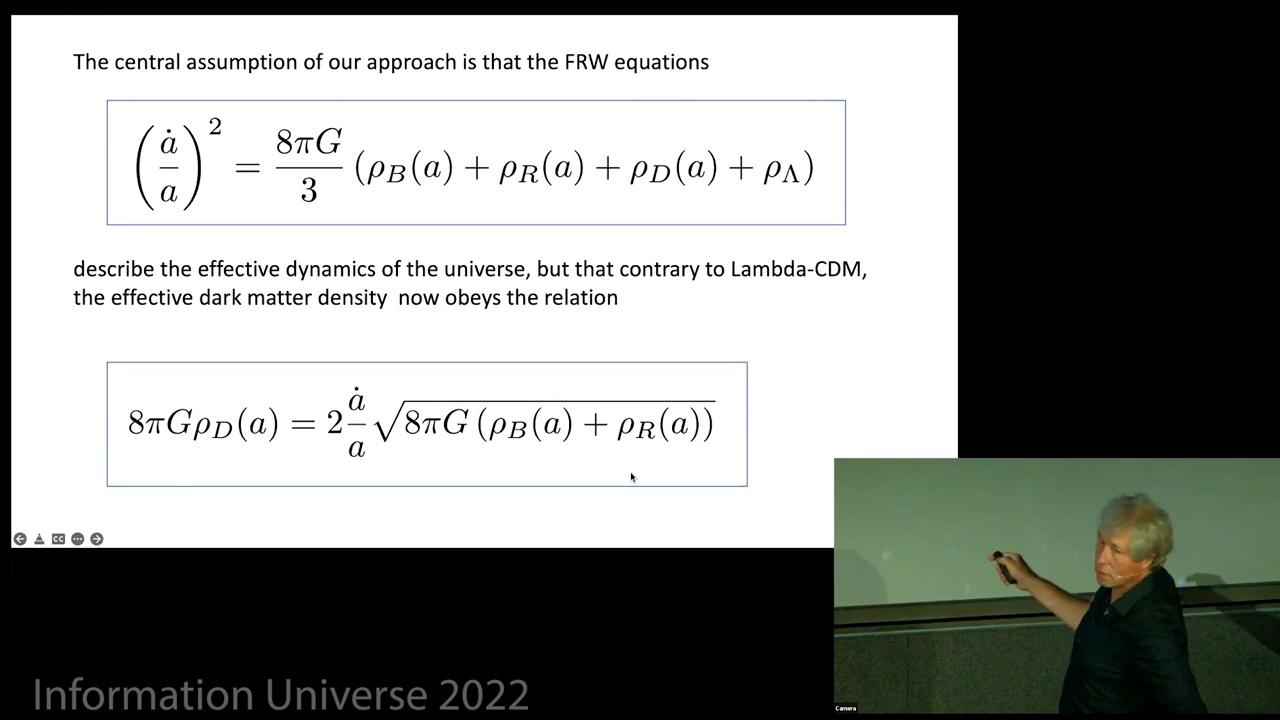 The central assumption of our approach is that the FRW equations
(ȧ/a)² = 8πG/3 (ρ_B(a) + ρ_R(a) + ρ_D(a) + ρ_Λ)
describe the effective dynamics of the universe, but that contrary to Lambda-CDM,
the effective dark matter density now obeys the relation
8πGρ_D(a) = 2 ȧ/a √(8πG (ρ_B(a) + ρ_R(a)))
CC
Camera
Information Universe 2022